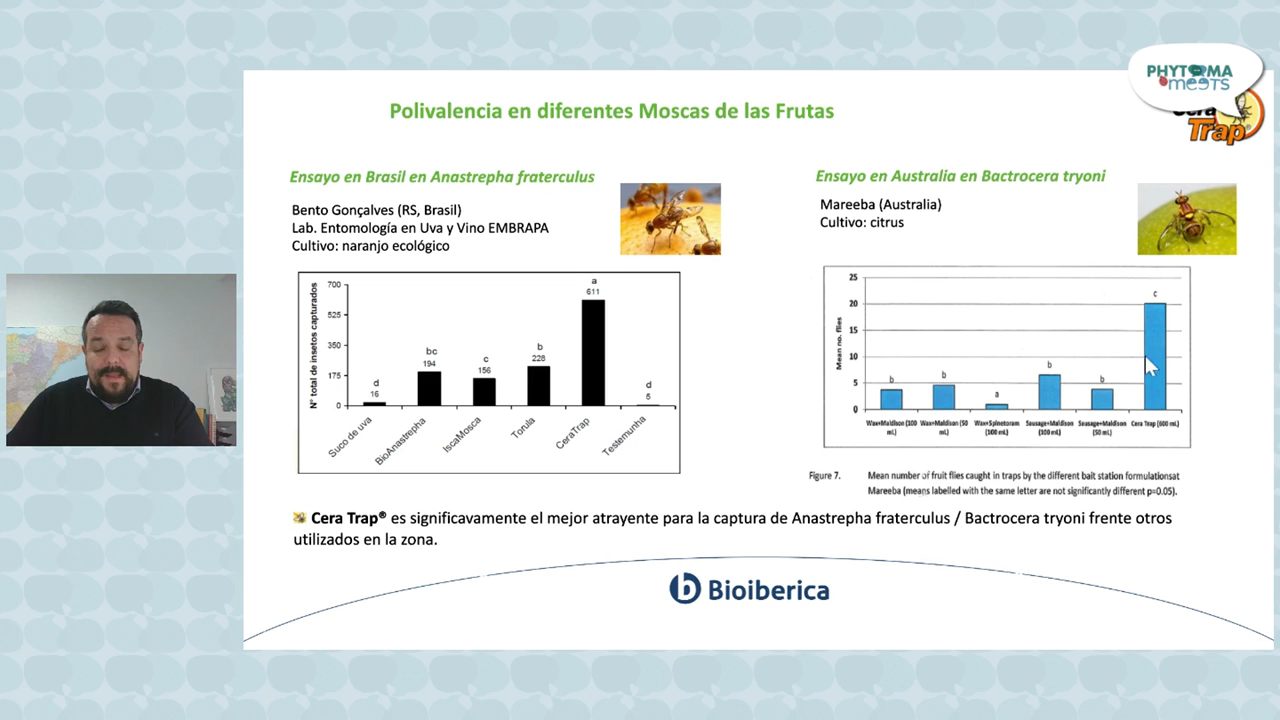 PHYTOMA
meets
Cera
Trap®
Polivalencia en diferentes Moscas de las Frutas
Ensayo en Brasil en Anastrepha fraterculus
Bento Gonçalves (RS, Brasil)
Lab. Entomología en Uva y Vino EMBRAPA
Cultivo: naranjo ecológico
Nº total de insetos capturados
700
525
350
175
0
d
16
bc
194
c
156
b
228
a
611
d
5
Suco de uva
BioAnastrepha
IscaMosca
Torula
CeraTrap
Testemunha
Ensayo en Australia en Bactrocera tryoni
Mareeba (Australia)
Cultivo: citrus
Mean no. flies
25
20
15
10
5
0
b
b
a
b
b
c
Wax+Maldison (100 mL)
Wax+Maldison (50 mL)
Wax+Spinetoram (100 mL)
Sausage+Maldison (100 mL)
Sausage+Maldison (50 mL)
Cera Trap (600 mL)
Figure 7. Mean number of fruit flies caught in traps by the different bait station formulationsat
Mareeba (means labelled with the same letter are not significantly different p=0.05).
Cera Trap® es significavamente el mejor atrayente para la captura de Anastrepha fraterculus / Bactrocera tryoni frente otros
utilizados en la zona.
b Bioiberica